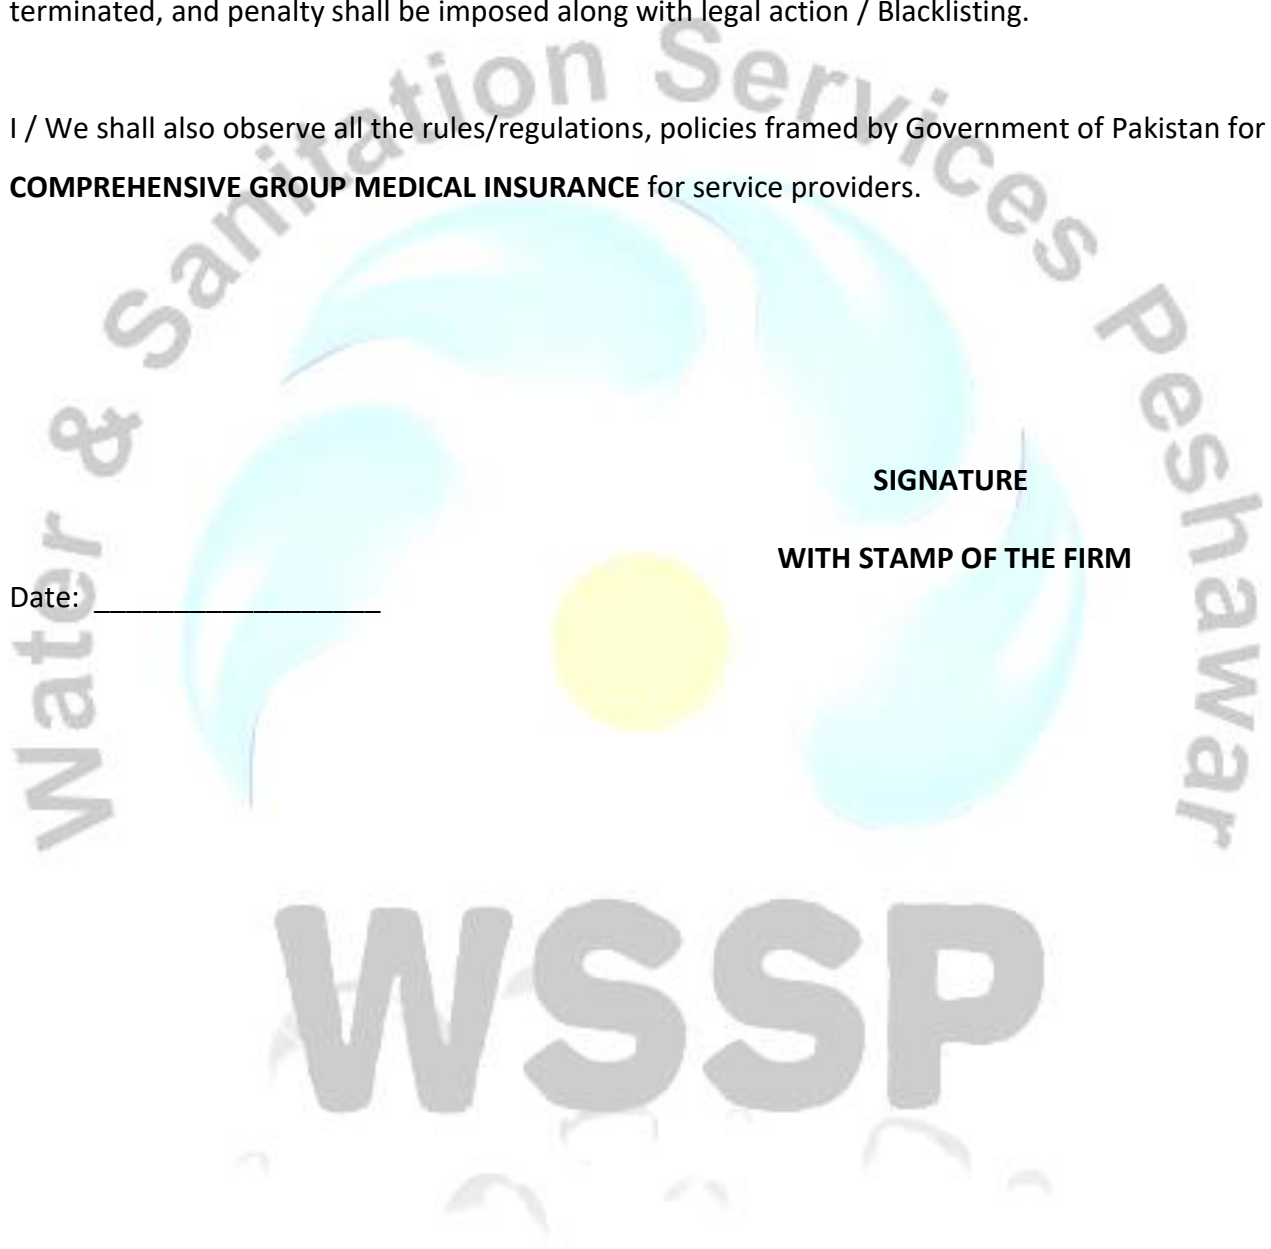 terminated, and penalty shall be imposed along with legal action / Blacklisting.
I / We shall also observe all the rules/regulations, policies framed by Government of Pakistan for
COMPREHENSIVE GROUP MEDICAL INSURANCE for service providers.
SIGNATURE
WITH STAMP OF THE FIRM
Date: __________________
Water & Sanitation Services Peshawar
WSSP